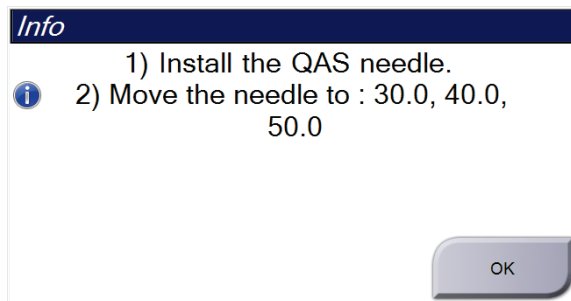 Info
1) Install the QAS needle.
2) Move the needle to : 30.0, 40.0,
50.0
OK